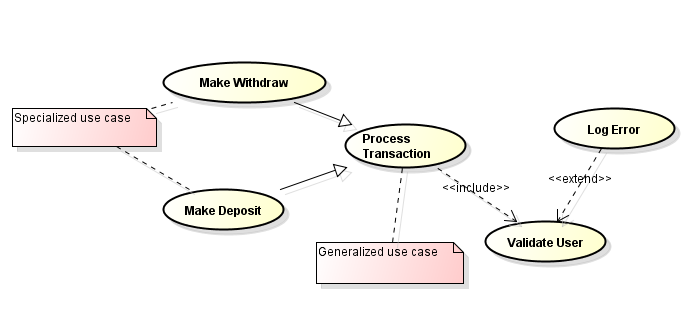 Make Withdraw
Specialized use case
Log Error
Process
Transaction
<<extend>>
<<include>>
Make Deposit
Validate User
Generalized use case